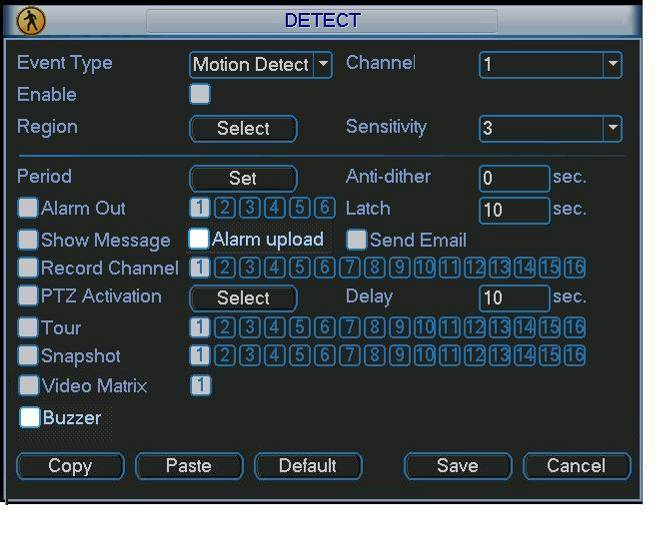 DETECT
Event Type Motion Detect Channel 1
Enable
Region Select Sensitivity 3
Period Set Anti-dither 0 sec.
Alarm Out 1 2 3 4 5 6 Latch 10 sec.
Show Message Alarm upload Send Email
Record Channel 1 2 3 4 5 6 7 8 9 10 11 12 13 14 15 16
PTZ Activation Select Delay 10 sec.
Tour 1 2 3 4 5 6 7 8 9 10 11 12 13 14 15 16
Snapshot 1 2 3 4 5 6 7 8 9 10 11 12 13 14 15 16
Video Matrix 1
Buzzer
Copy Paste Default Save Cancel